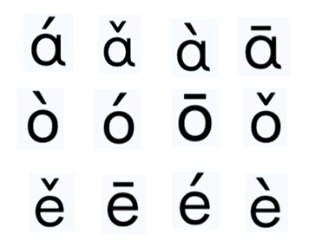 á ǎ à ā
ò ó ō ǒ
ě ē é è